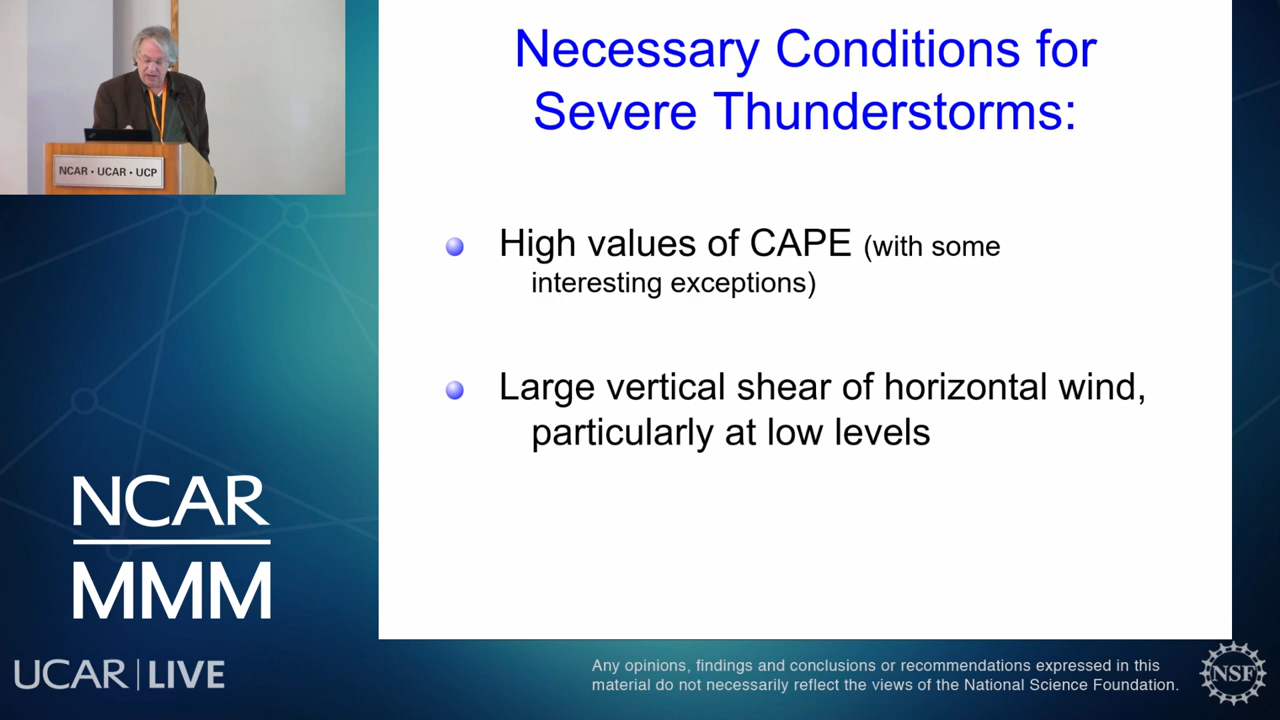 NCAR • UCAR • UCP
Necessary Conditions for
Severe Thunderstorms:
High values of CAPE (with some
interesting exceptions)
Large vertical shear of horizontal wind,
particularly at low levels
NCAR
MMM
UCAR | LIVE
Any opinions, findings and conclusions or recommendations expressed in this
material do not necessarily reflect the views of the National Science Foundation.
NSF